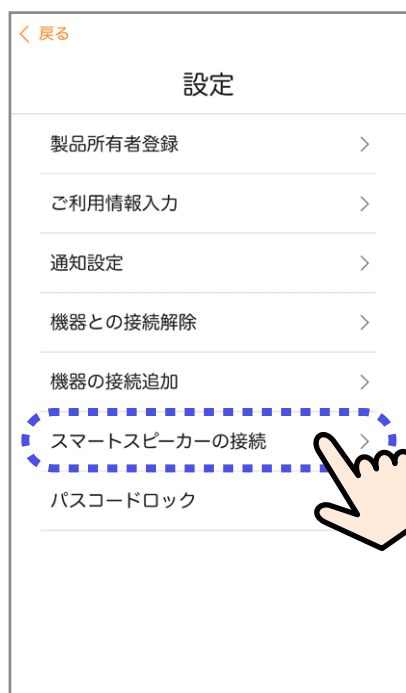 戻る
設定
製品所有者登録
ご利用情報入力
通知設定
機器との接続解除
機器の接続追加
スマートスピーカーの接続
パスコードロック